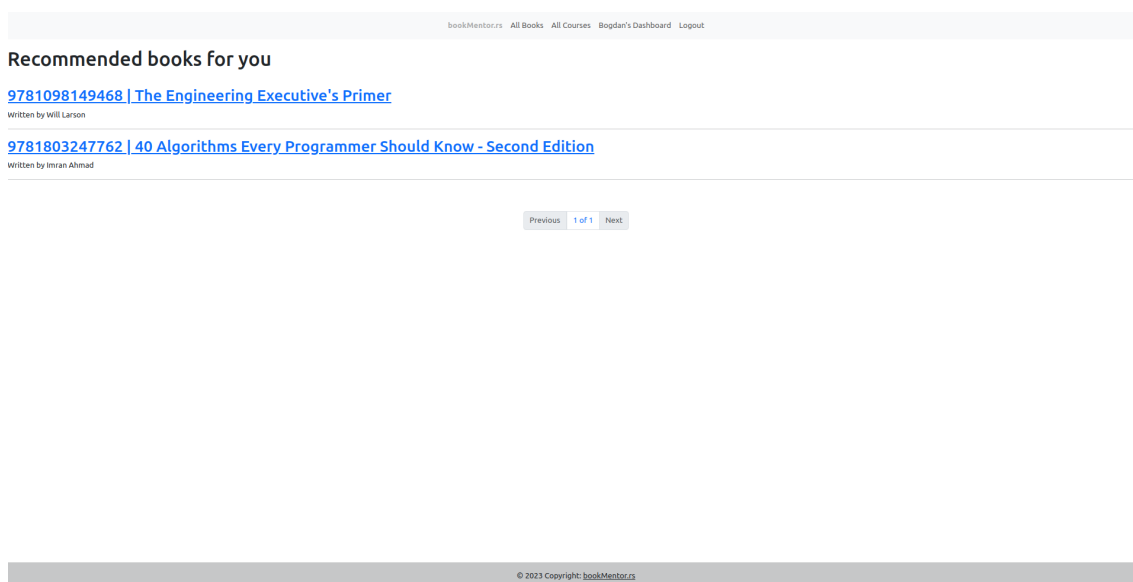 bookMentor.rs All Books All Courses Bogdan's Dashboard Logout
Recommended books for you
9781098149468 | The Engineering Executive's Primer
Written by Will Larson
9781803247762 | 40 Algorithms Every Programmer Should Know - Second Edition
Written by Imran Ahmad
Previous 1 of 1 Next
© 2023 Copyright: bookMentor.rs